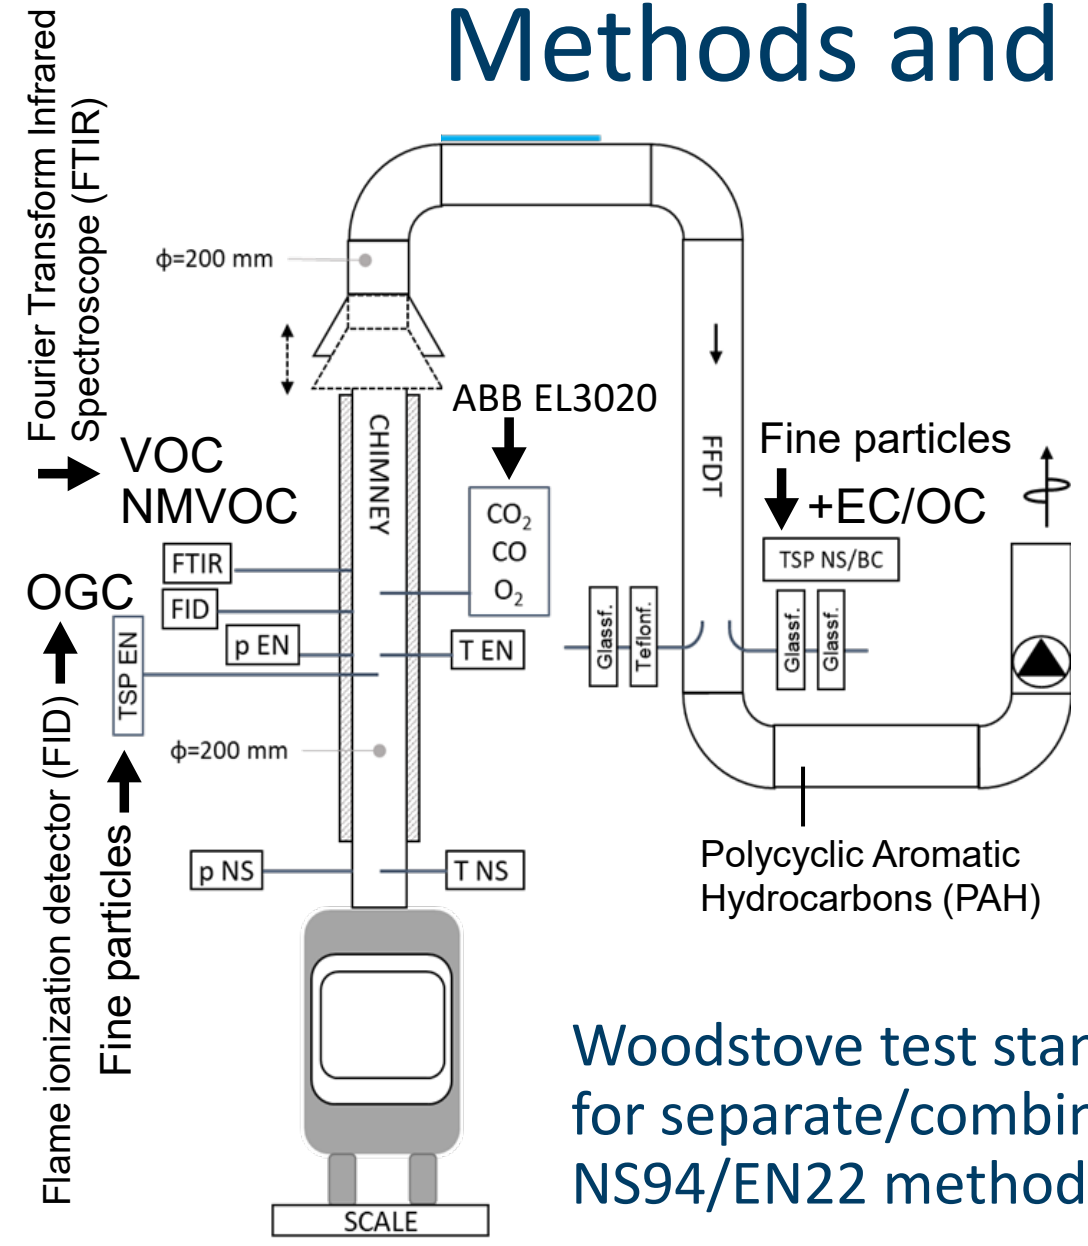 Methods and
Fourier Transform Infrared
Spectroscope (FTIR)
ϕ=200 mm
ABB EL3020
CHIMNEY
FFDT
Fine particles
+EC/OC
VOC
NMVOC
CO₂
CO
O₂
TSP NS/BC
FTIR
OGC
FID
Glassf.
Teflonf.
Glassf.
Glassf.
p EN
T EN
TSP EN
ϕ=200 mm
Flame ionization detector (FID)
Fine particles
p NS
T NS
Polycyclic Aromatic
Hydrocarbons (PAH)
Woodstove test
for
NS94/EN22 method
SCALE